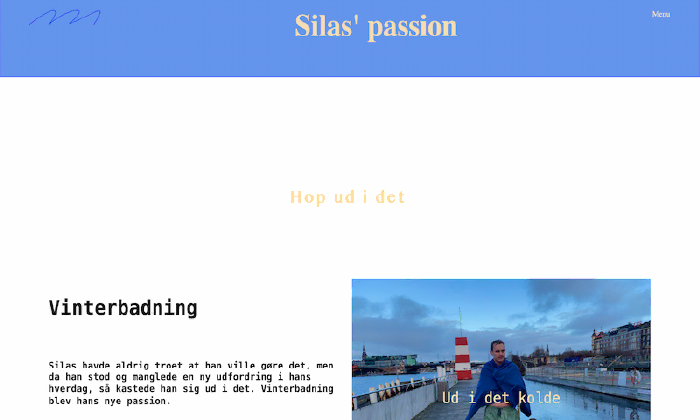 Silas' passion
Menu
Hop ud i det
Vinterbadning
Silas havde aldrig troet at han ville gøre det, men
da han stod og manglede en ny udfordring i hans
hverdag, så kastede han sig ud i det. Vinterbadning
blev hans nye passion.
Ud i det kolde